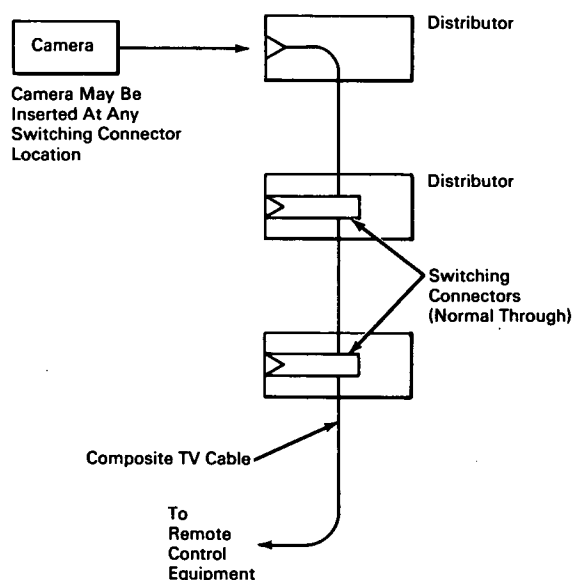 Camera
Distributor
Camera May Be
Inserted At Any
Switching Connector
Location
Distributor
Switching
Connectors
(Normal Through)
Composite TV Cable
To
Remote
Control
Equipment